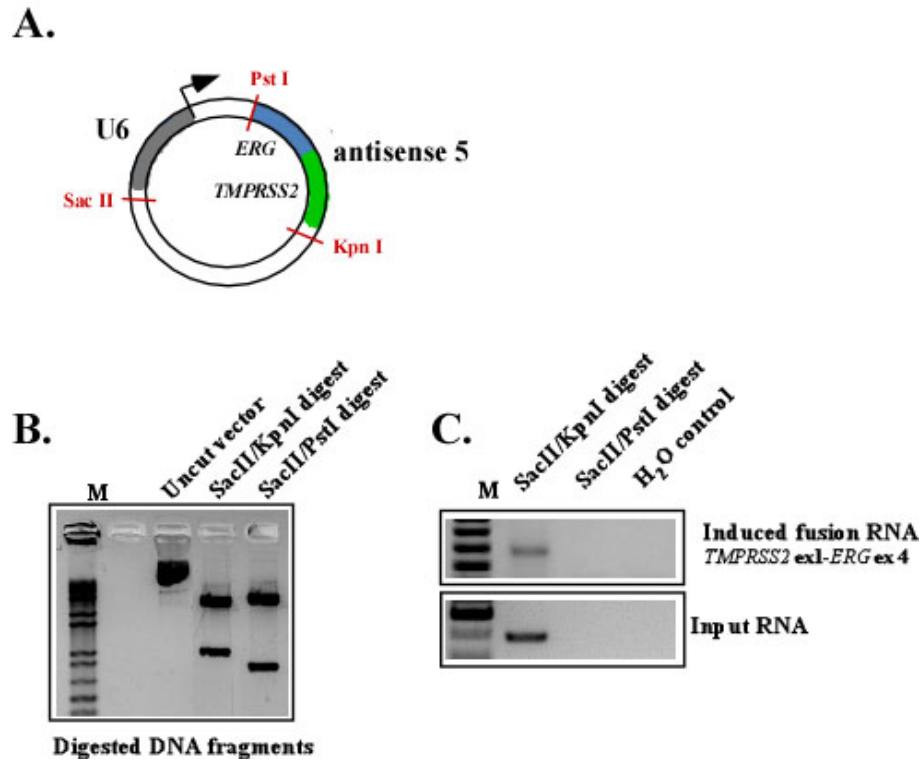 A.
Pst I
U6
ERG
antisense 5
TMPRSS2
Sac II
Kpn I
B.
M
Uncut vector
SacII/KpnI digest
SacII/PstI digest
Digested DNA fragments
C.
M
SacII/KpnI digest
SacII/PstI digest
H₂O control
Induced fusion RNA
TMPRSS2 ex1-ERG ex 4
Input RNA